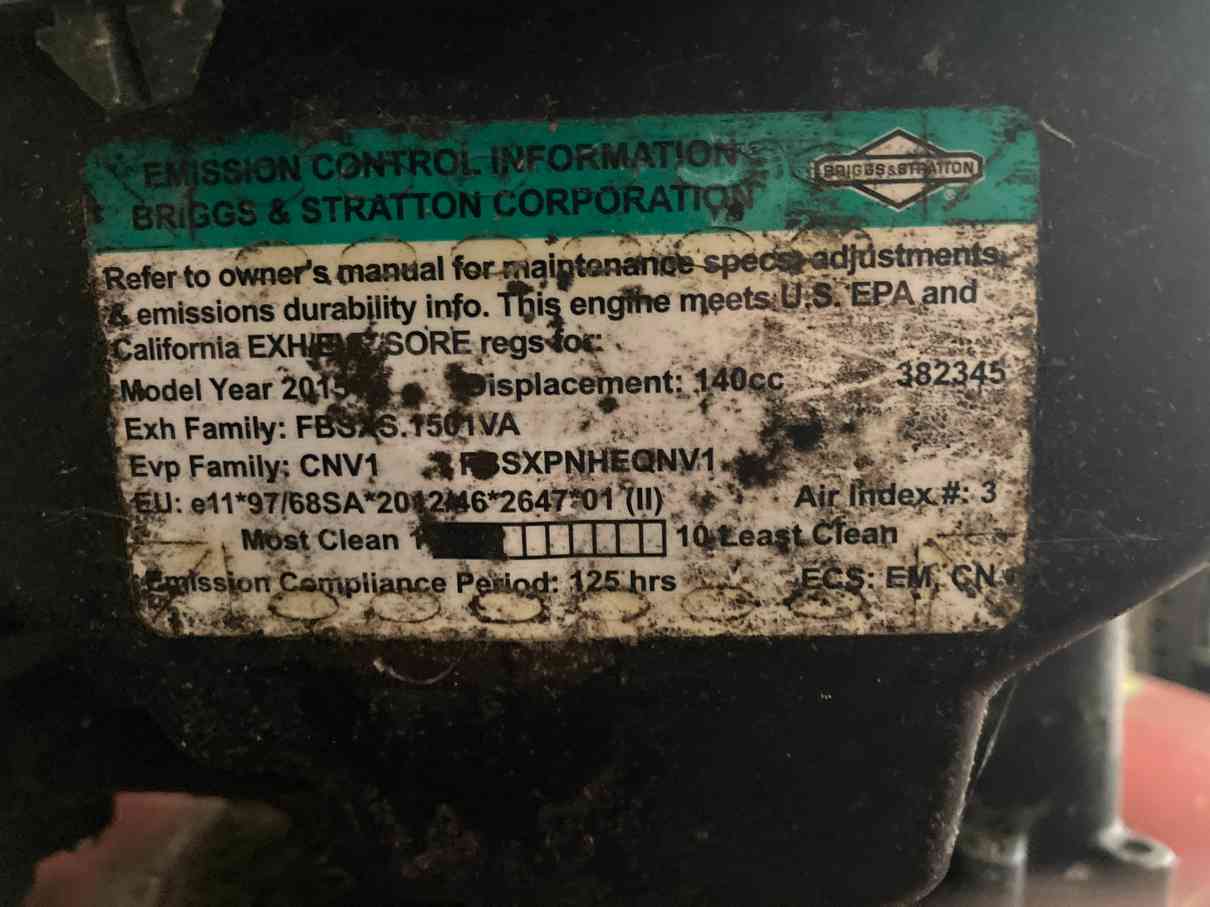 EMISSION CONTROL INFORMATION
BRIGGS & STRATTON CORPORATION
BRIGGS & STRATTON
Refer to owner's manual for maintenance specs, adjustments
& emissions durability info. This engine meets U.S. EPA and
California SORE regs for:
Model Year 2015 Displacement: 140cc 382345
Exh Family: FBSXS.1501VA
Evp Family: CNV1 FBSXPNHEQNV1
EU: e11*97/68SA*2012/46*2647*01 (II) Air Index #: 3
Most Clean 1 10 Least Clean
Emission Compliance Period: 125 hrs ECS: EM, CN